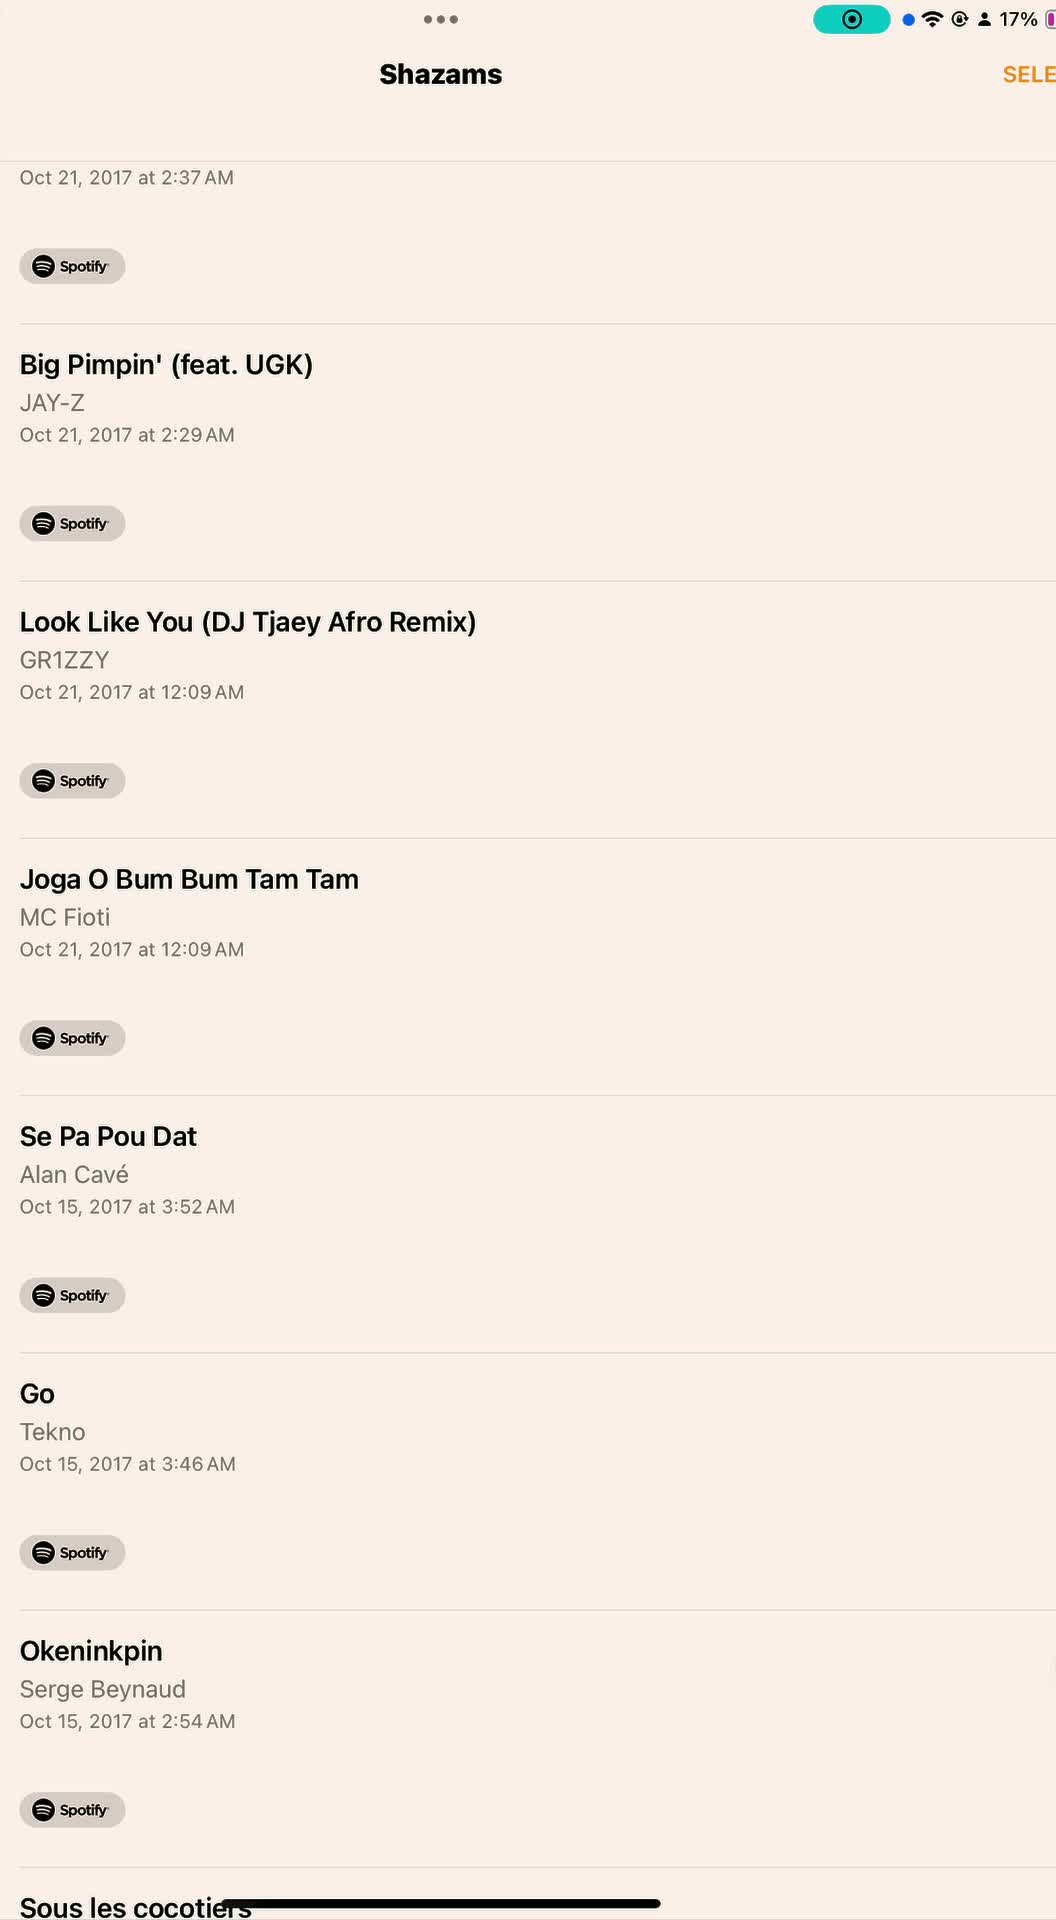 17%
Shazams
SELE
Oct 21, 2017 at 2:37 AM
Spotify
Big Pimpin' (feat. UGK)
JAY-Z
Oct 21, 2017 at 2:29 AM
Spotify
Look Like You (DJ Tjaey Afro Remix)
GR1ZZY
Oct 21, 2017 at 12:09 AM
Spotify
Joga O Bum Bum Tam Tam
MC Fioti
Oct 21, 2017 at 12:09 AM
Spotify
Se Pa Pou Dat
Alan Cavé
Oct 15, 2017 at 3:52 AM
Spotify
Go
Tekno
Oct 15, 2017 at 3:46 AM
Spotify
Okeninkpin
Serge Beynaud
Oct 15, 2017 at 2:54 AM
Spotify
Sous les cocotiers